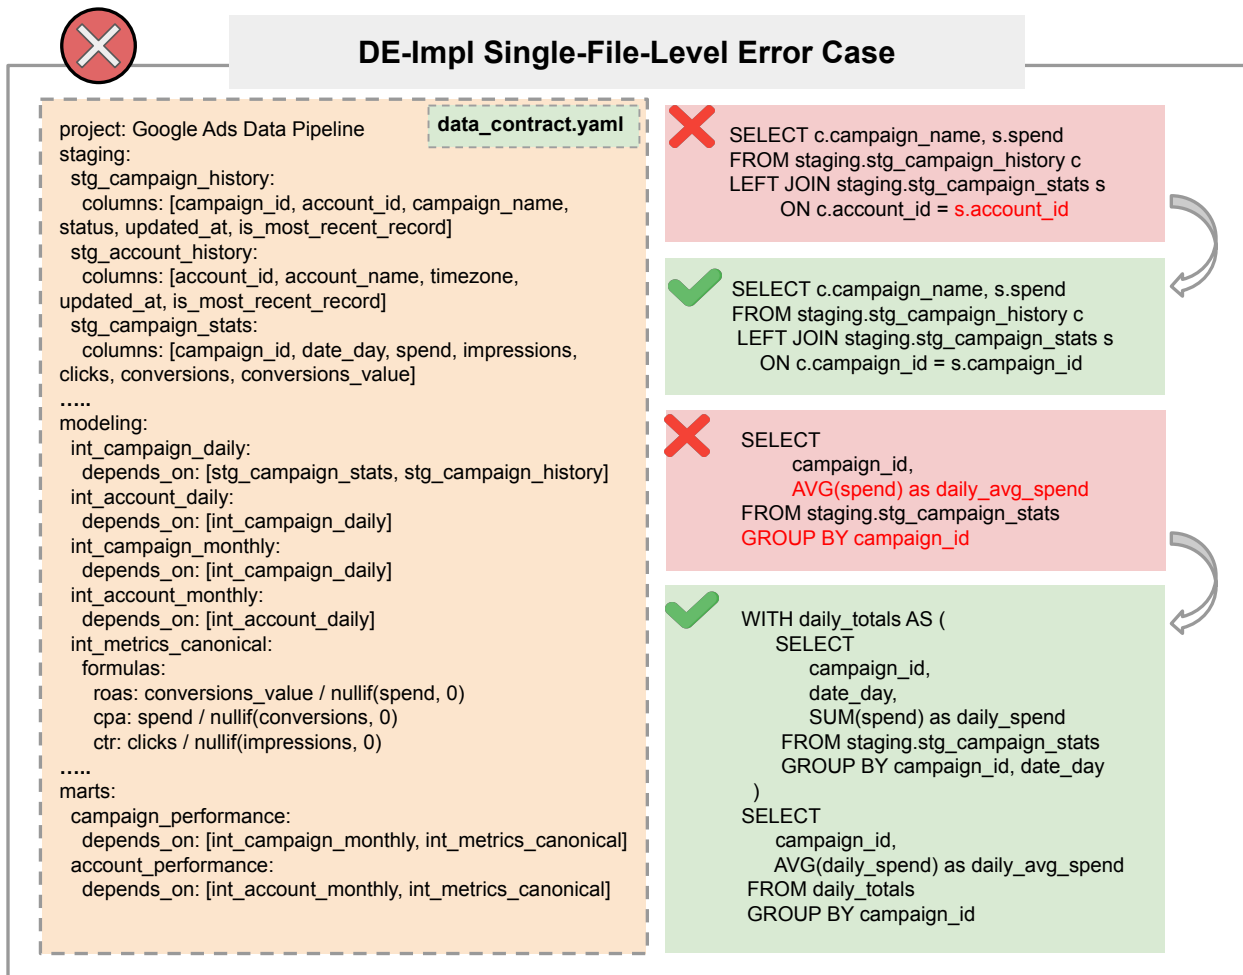 DE-Impl Single-File-Level Error Case
data_contract.yaml
project: Google Ads Data Pipeline
staging:
stg_campaign_history:
columns: [campaign_id, account_id, campaign_name,
status, updated_at, is_most_recent_record]
stg_account_history:
columns: [account_id, account_name, timezone,
updated_at, is_most_recent_record]
stg_campaign_stats:
columns: [campaign_id, date_day, spend, impressions,
clicks, conversions, conversions_value]
.....
modeling:
int_campaign_daily:
depends_on: [stg_campaign_stats, stg_campaign_history]
int_account_daily:
depends_on: [int_campaign_daily]
int_campaign_monthly:
depends_on: [int_campaign_daily]
int_account_monthly:
depends_on: [int_account_daily]
int_metrics_canonical:
formulas:
roas: conversions_value / nullif(spend, 0)
cpa: spend / nullif(conversions, 0)
ctr: clicks / nullif(impressions, 0)
.....
marts:
campaign_performance:
depends_on: [int_campaign_monthly, int_metrics_canonical]
account_performance:
depends_on: [int_account_monthly, int_metrics_canonical]
SELECT c.campaign_name, s.spend
FROM staging.stg_campaign_history c
LEFT JOIN staging.stg_campaign_stats s
ON c.account_id = s.account_id
SELECT c.campaign_name, s.spend
FROM staging.stg_campaign_history c
LEFT JOIN staging.stg_campaign_stats s
ON c.campaign_id = s.campaign_id
SELECT
campaign_id,
AVG(spend) as daily_avg_spend
FROM staging.stg_campaign_stats
GROUP BY campaign_id
WITH daily_totals AS (
SELECT
campaign_id,
date_day,
SUM(spend) as daily_spend
FROM staging.stg_campaign_stats
GROUP BY campaign_id, date_day
)
SELECT
campaign_id,
AVG(daily_spend) as daily_avg_spend
FROM daily_totals
GROUP BY campaign_id